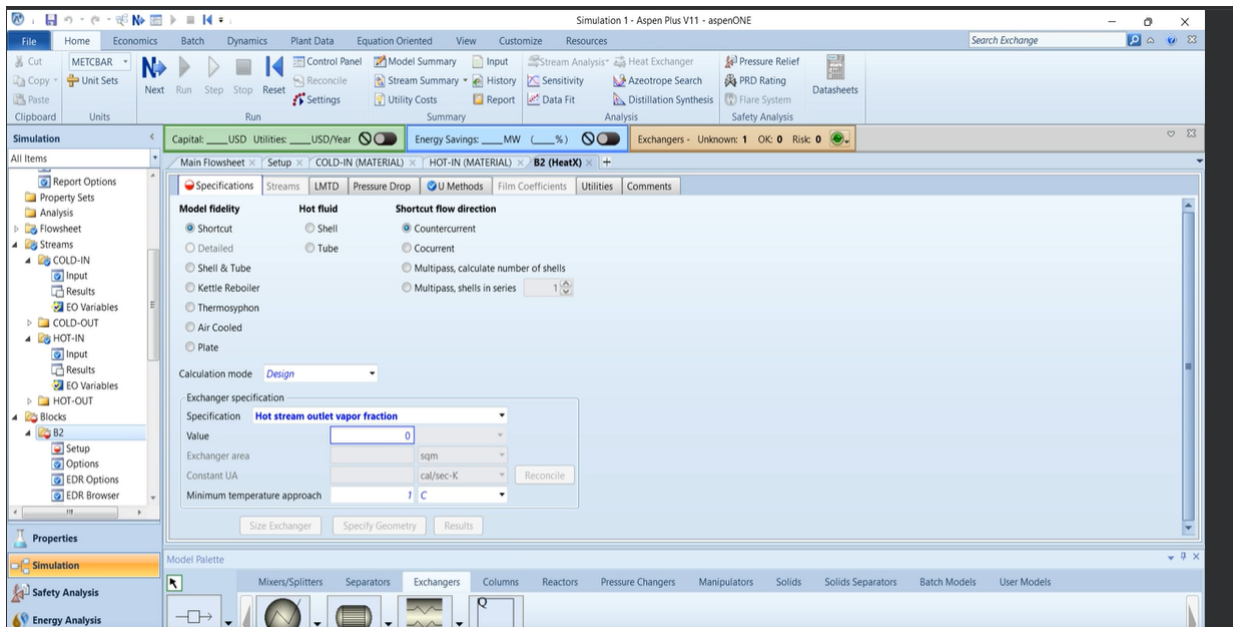 Simulation 1 - Aspen Plus V11 - aspenONE
File Home Economics Batch Dynamics Plant Data Equation Oriented View Customize Resources Search Exchange
Cut METCBAR Control Panel Model Summary Input Stream Analysis Heat Exchanger Pressure Relief
Copy Unit Sets Next Run Step Stop Reset Reconcile Stream Summary History Sensitivity Azeotrope Search PRD Rating Datasheets
Paste Settings Utility Costs Report Data Fit Distillation Synthesis Flare System
Clipboard Units Run Summary Analysis Safety Analysis
Simulation Capital: ____USD Utilities: ____USD/Year Energy Savings: ____MW (____%) Exchangers - Unknown: 1 OK: 0 Risk: 0
All Items Main Flowsheet Setup COLD-IN (MATERIAL) HOT-IN (MATERIAL) B2 (HeatX) +
Report Options
Property Sets
Analysis
Flowsheet
Streams
COLD-IN
Input
Results
EO Variables
COLD-OUT
HOT-IN
Input
Results
EO Variables
HOT-OUT
Blocks
B2
Setup
Options
EDR Options
EDR Browser
Properties
Simulation
Safety Analysis
Energy Analysis
Specifications Streams LMTD Pressure Drop U Methods Film Coefficients Utilities Comments
Model fidelity Hot fluid Shortcut flow direction
Shortcut Shell Countercurrent
Detailed Tube Cocurrent
Shell & Tube Multipass, calculate number of shells
Kettle Reboiler Multipass, shells in series 1
Thermosyphon
Air Cooled
Plate
Calculation mode Design
Exchanger specification
Specification Hot stream outlet vapor fraction
Value 0
Exchanger area sqm
Constant UA cal/sec-K Reconcile
Minimum temperature approach 1 C
Size Exchanger Specify Geometry Results
Model Palette
Mixers/Splitters Separators Exchangers Columns Reactors Pressure Changers Manipulators Solids Solids Separators Batch Models User Models
Q